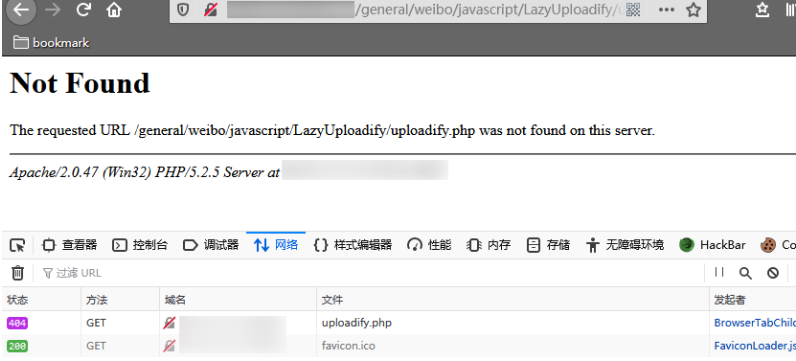 /general/weibo/javascript/LazyUploadify/
bookmark
Not Found
The requested URL /general/weibo/javascript/LazyUploadify/uploadify.php was not found on this server.
Apache/2.0.47 (Win32) PHP/5.2.5 Server at
查看器 控制台 调试器 网络 样式编辑器 性能 内存 存储 无障碍环境 HackBar Co
过滤 URL
状态 方法 域名 文件 发起者
404 GET uploadify.php BrowserTabChilc
200 GET favicon.ico FaviconLoader.js